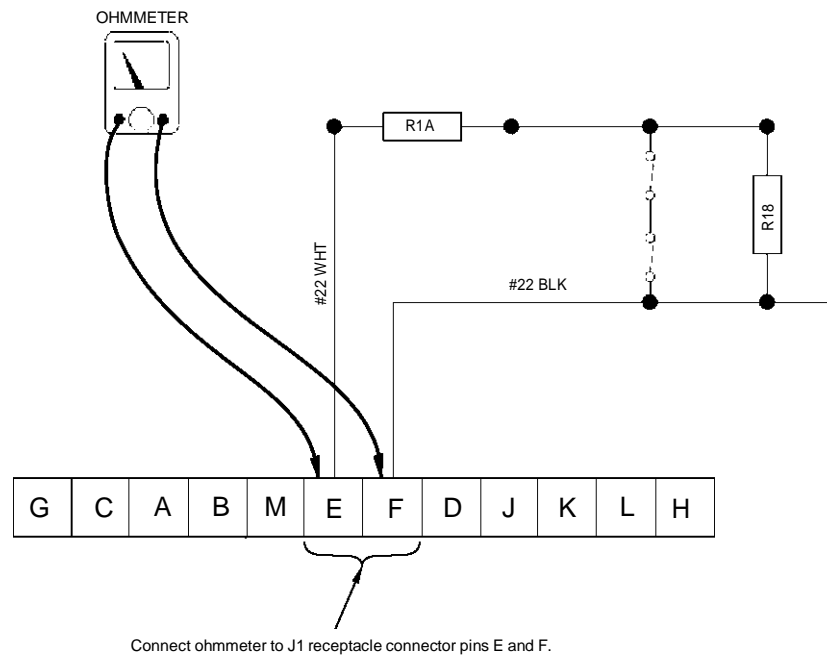 OHMMETER
R1A
R18
#22 WHT
#22 BLK
G C A B M E F D J K L H
Connect ohmmeter to J1 receptacle connector pins E and F.